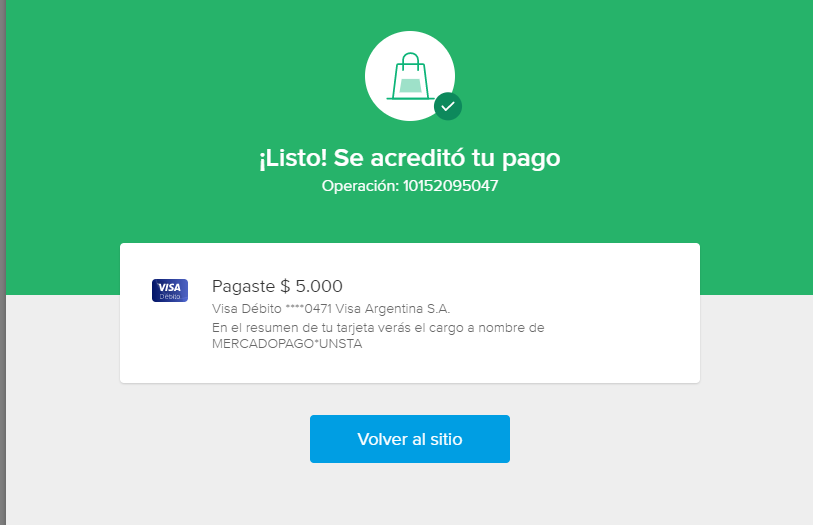 ¡Listo! Se acreditó tu pago
Operación: 10152095047
VISA
Débito
Pagaste $ 5.000
Visa Débito ****0471 Visa Argentina S.A.
En el resumen de tu tarjeta verás el cargo a nombre de
MERCADOPAGO*UNSTA
Volver al sitio